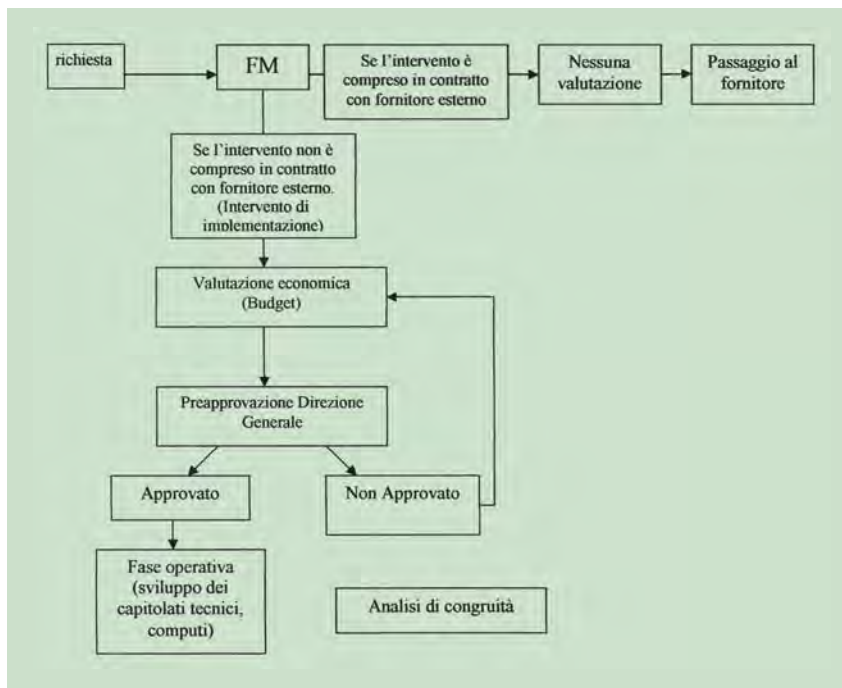 richiesta
FM
Se l'intervento è
compreso in contratto
con fornitore esterno
Nessuna
valutazione
Passaggio al
fornitore
Se l'intervento non è
compreso in contratto
con fornitore esterno.
(Intervento di
implementazione)
Valutazione economica
(Budget)
Preapprovazione Direzione
Generale
Approvato
Non Approvato
Fase operativa
(sviluppo dei
capitolati tecnici,
computi)
Analisi di congruità